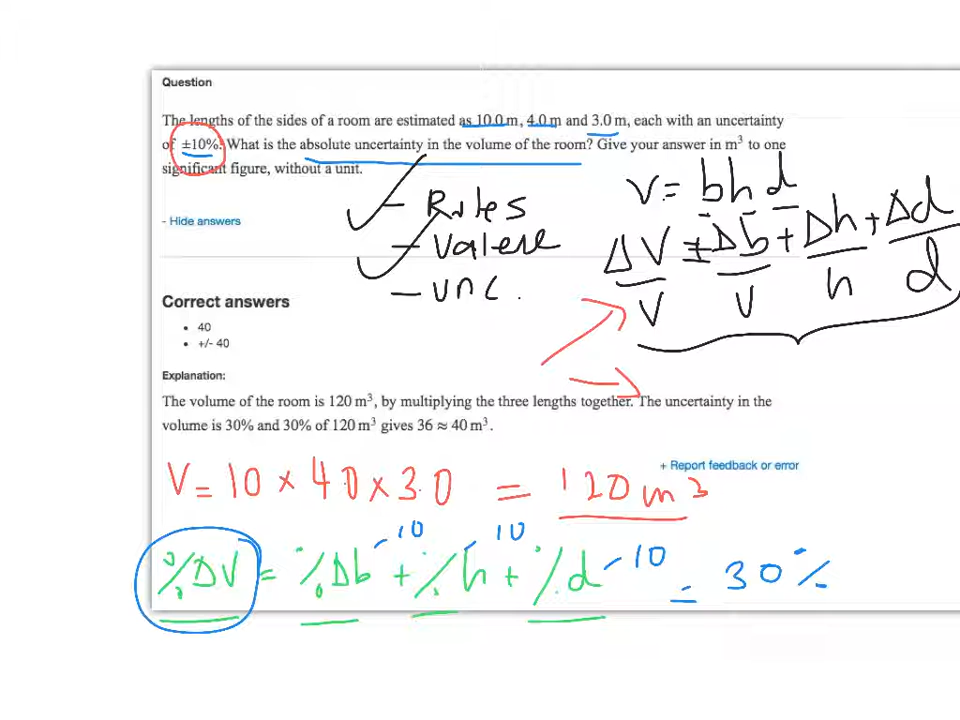 Question
The lengths of the sides of a room are estimated as 10.0 m, 4.0 m and 3.0 m, each with an uncertainty
of ±10%. What is the absolute uncertainty in the volume of the room? Give your answer in m³ to one
significant figure, without a unit.
- Hide answers
V = bhd
- Rules
- Valere
- Unc.
ΔV/V ± Δb/V + Δh/h + Δd/d
Correct answers
• 40
• +/- 40
Explanation:
The volume of the room is 120 m³, by multiplying the three lengths together. The uncertainty in the
volume is 30% and 30% of 120 m³ gives 36 ≈ 40 m³.
+ Report feedback or error
V = 10 × 4.0 × 3.0 = 120 m³
-10 -10 -10
%ΔV = %Δb + %h + %d = 30%